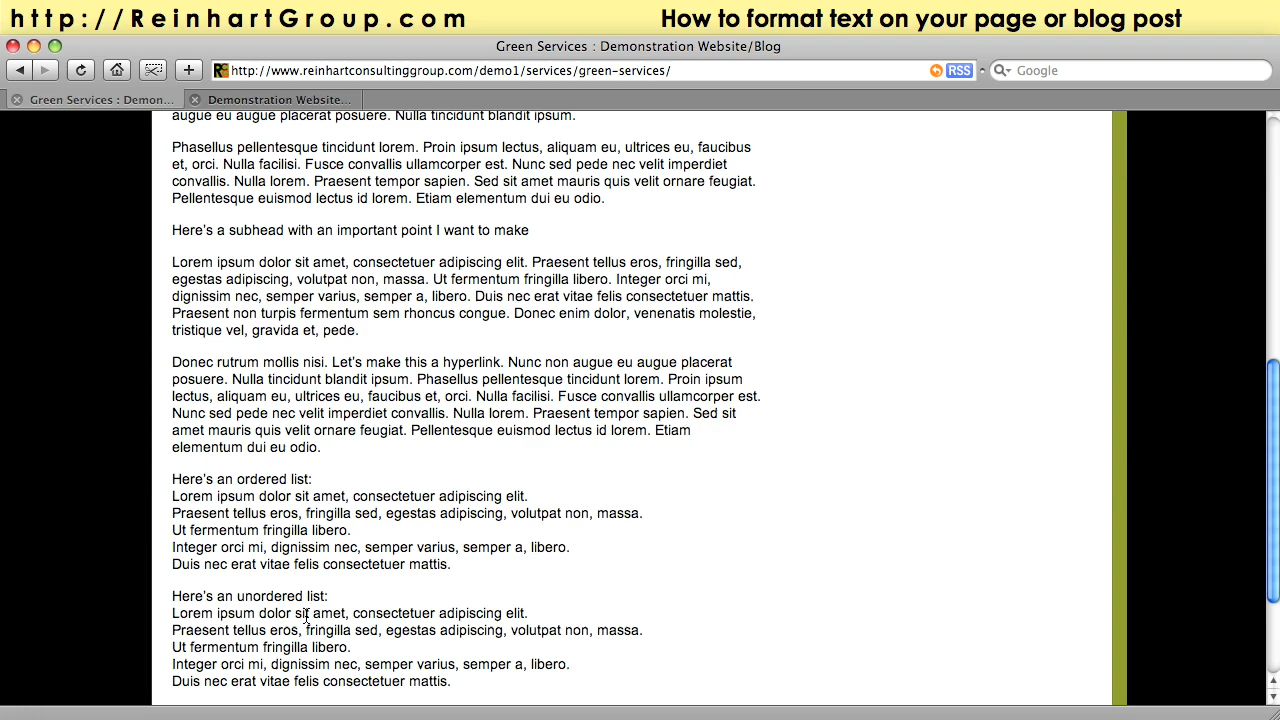 http://ReinhartGroup.com
How to format text on your page or blog post
Green Services : Demonstration Website/Blog
http://www.reinhartconsultinggroup.com/demo1/services/green-services/
RSS
Google
Green Services : Demon...
Demonstration Website...
augue eu augue placerat posuere. Nulla tincidunt blandit ipsum.
Phasellus pellentesque tincidunt lorem. Proin ipsum lectus, aliquam eu, ultrices eu, faucibus
et, orci. Nulla facilisi. Fusce convallis ullamcorper est. Nunc sed pede nec velit imperdiet
convallis. Nulla lorem. Praesent tempor sapien. Sed sit amet mauris quis velit ornare feugiat.
Pellentesque euismod lectus id lorem. Etiam elementum dui eu odio.
Here's a subhead with an important point I want to make
Lorem ipsum dolor sit amet, consectetuer adipiscing elit. Praesent tellus eros, fringilla sed,
egestas adipiscing, volutpat non, massa. Ut fermentum fringilla libero. Integer orci mi,
dignissim nec, semper varius, semper a, libero. Duis nec erat vitae felis consectetuer mattis.
Praesent non turpis fermentum sem rhoncus congue. Donec enim dolor, venenatis molestie,
tristique vel, gravida et, pede.
Donec rutrum mollis nisi. Let's make this a hyperlink. Nunc non augue eu augue placerat
posuere. Nulla tincidunt blandit ipsum. Phasellus pellentesque tincidunt lorem. Proin ipsum
lectus, aliquam eu, ultrices eu, faucibus et, orci. Nulla facilisi. Fusce convallis ullamcorper est.
Nunc sed pede nec velit imperdiet convallis. Nulla lorem. Praesent tempor sapien. Sed sit
amet mauris quis velit ornare feugiat. Pellentesque euismod lectus id lorem. Etiam
elementum dui eu odio.
Here's an ordered list:
Lorem ipsum dolor sit amet, consectetuer adipiscing elit.
Praesent tellus eros, fringilla sed, egestas adipiscing, volutpat non, massa.
Ut fermentum fringilla libero.
Integer orci mi, dignissim nec, semper varius, semper a, libero.
Duis nec erat vitae felis consectetuer mattis.
Here's an unordered list:
Lorem ipsum dolor sit amet, consectetuer adipiscing elit.
Praesent tellus eros, fringilla sed, egestas adipiscing, volutpat non, massa.
Ut fermentum fringilla libero.
Integer orci mi, dignissim nec, semper varius, semper a, libero.
Duis nec erat vitae felis consectetuer mattis.